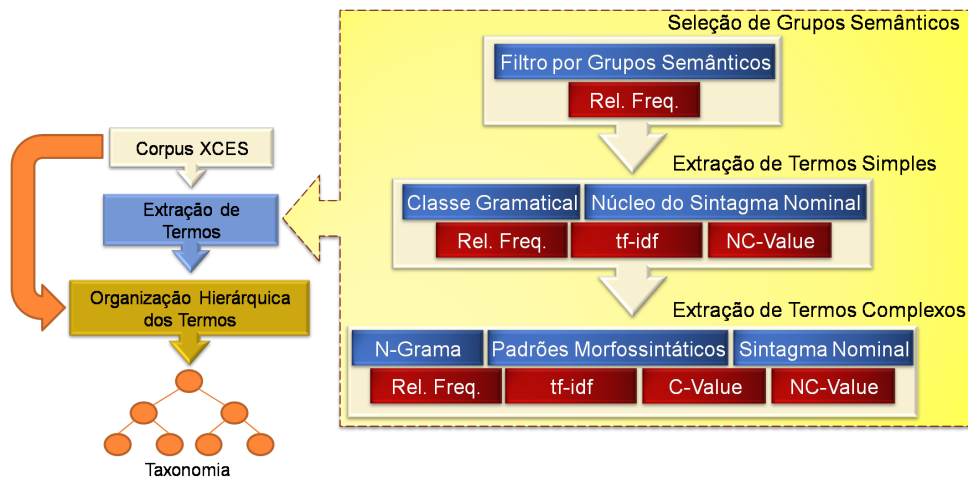 Seleção de Grupos Semânticos
Filtro por Grupos Semânticos
Rel. Freq.
Corpus XCES
Extração de
Termos
Organização Hierárquica
dos Termos
Taxonomia
Extração de Termos Simples
Classe Gramatical Núcleo do Sintagma Nominal
Rel. Freq. tf-idf NC-Value
Extração de Termos Complexos
N-Grama Padrões Morfossintáticos Sintagma Nominal
Rel. Freq. tf-idf C-Value NC-Value